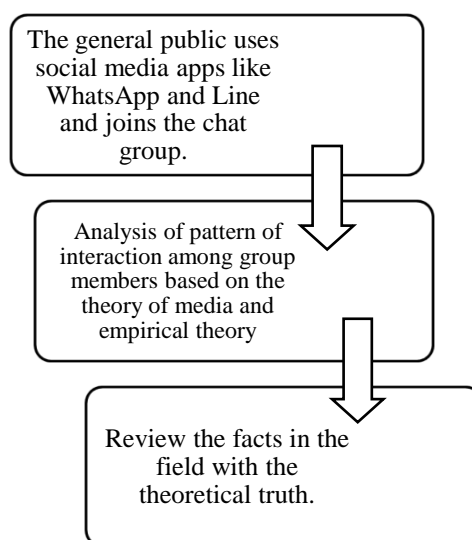 The general public uses
social media apps like
WhatsApp and Line
and joins the chat
group.
Analysis of pattern of
interaction among group
members based on the
theory of media and
empirical theory
Review the facts in the
field with the
theoretical truth.